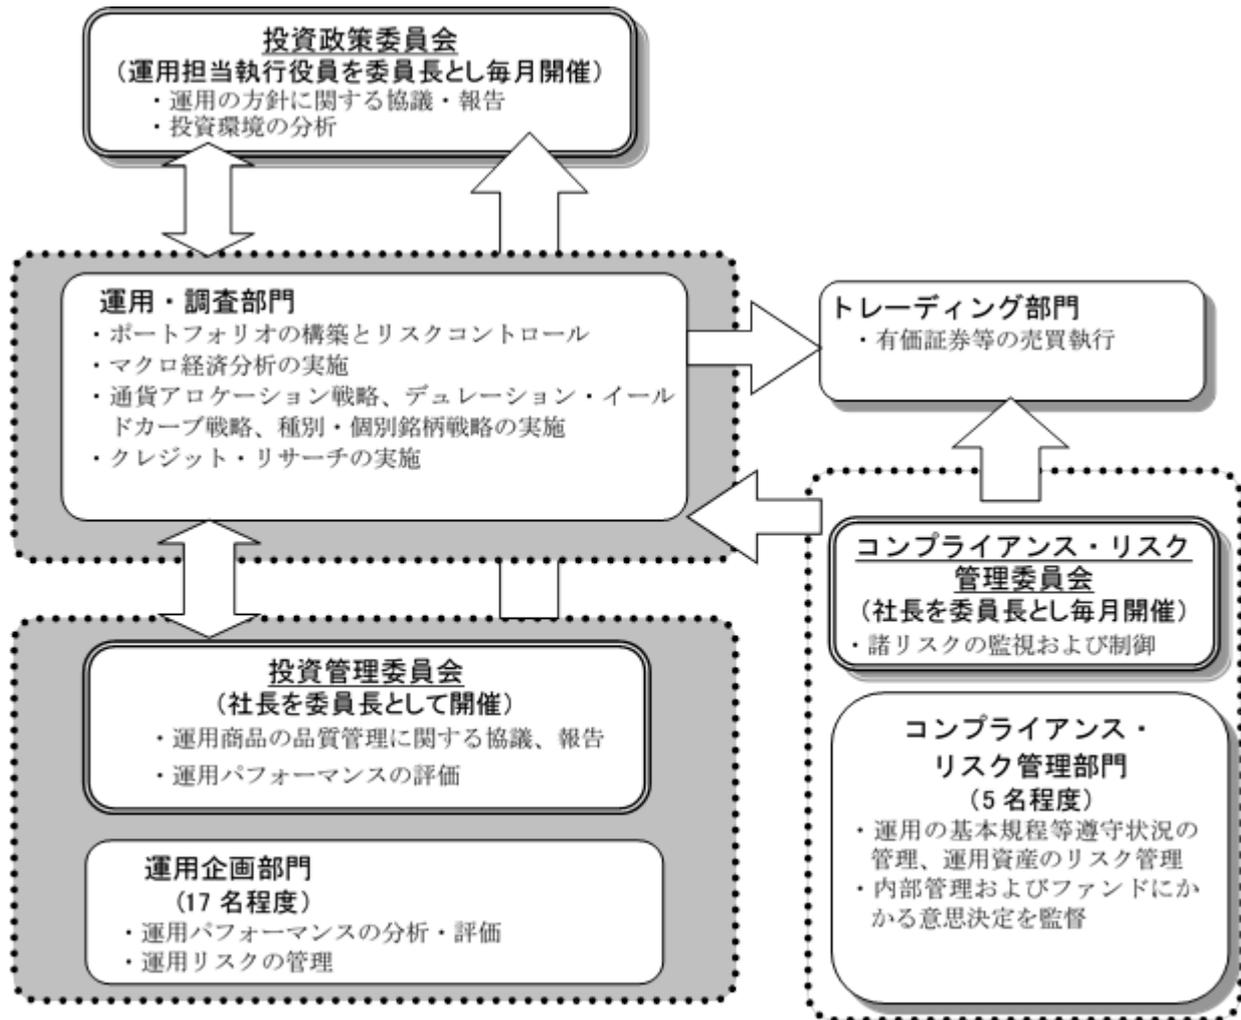 投資政策委員会
（運用担当執行役員を委員長とし毎月開催）
・運用の方針に関する協議・報告
・投資環境の分析
運用・調査部門
・ポートフォリオの構築とリスクコントロール
・マクロ経済分析の実施
・通貨アロケーション戦略、デュレーション・イール
ドカーブ戦略、種別・個別銘柄戦略の実施
・クレジット・リサーチの実施
トレーディング部門
・有価証券等の売買執行
投資管理委員会
（社長を委員長として開催）
・運用商品の品質管理に関する協議、報告
・運用パフォーマンスの評価
運用企画部門
（17 名程度）
・運用パフォーマンスの分析・評価
・運用リスクの管理
コンプライアンス・リスク
管理委員会
（社長を委員長とし毎月開催）
・諸リスクの監視および制御
コンプライアンス・
リスク管理部門
（5 名程度）
・運用の基本規程等遵守状況の
管理、運用資産のリスク管理
・内部管理およびファンドにか
かる意思決定を監督